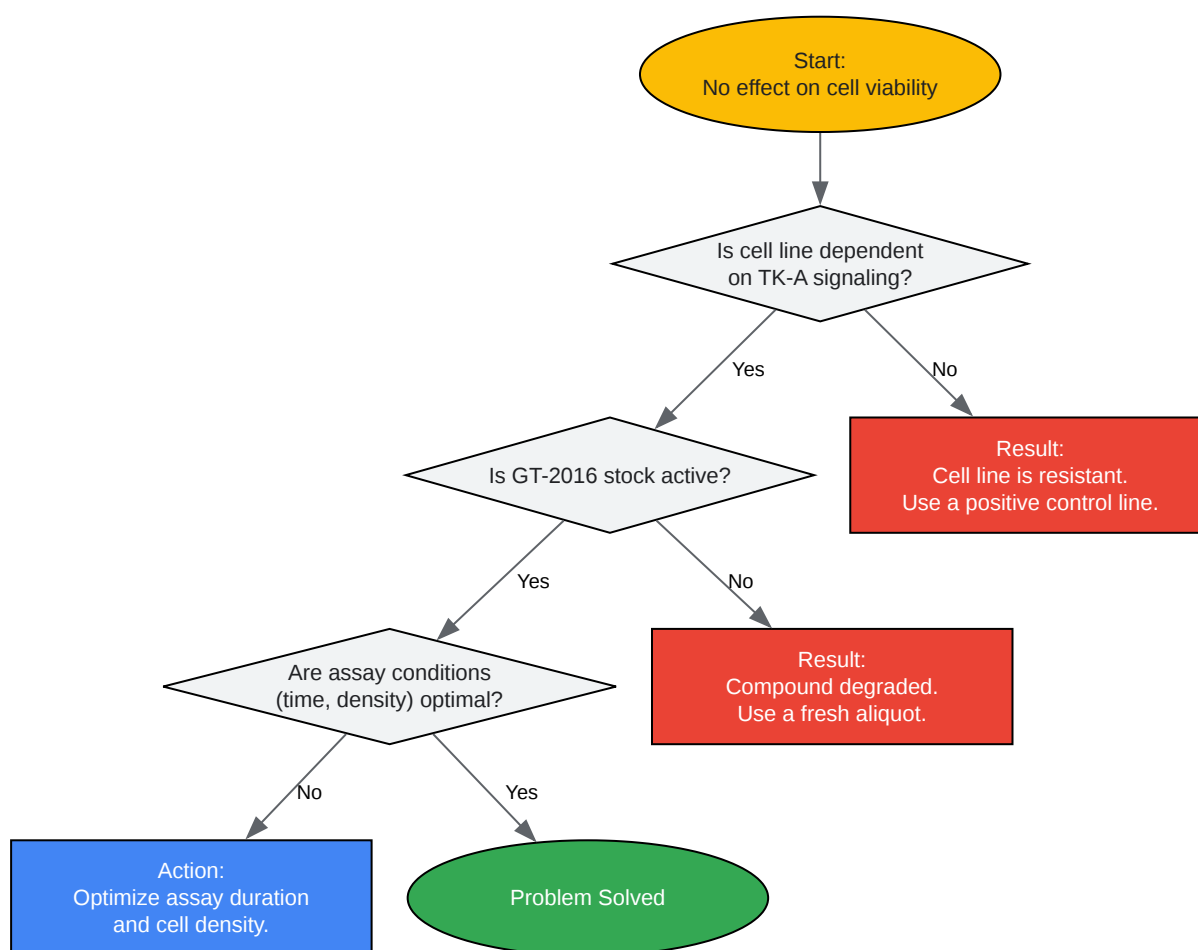 Start:
No effect on cell viability
Is cell line dependent
on TK-A signaling?
Yes
No
Is GT-2016 stock active?
Result:
Cell line is resistant.
Use a positive control line.
Yes
No
Are assay conditions
(time, density) optimal?
Result:
Compound degraded.
Use a fresh aliquot.
No
Yes
Action:
Optimize assay duration
and cell density.
Problem Solved